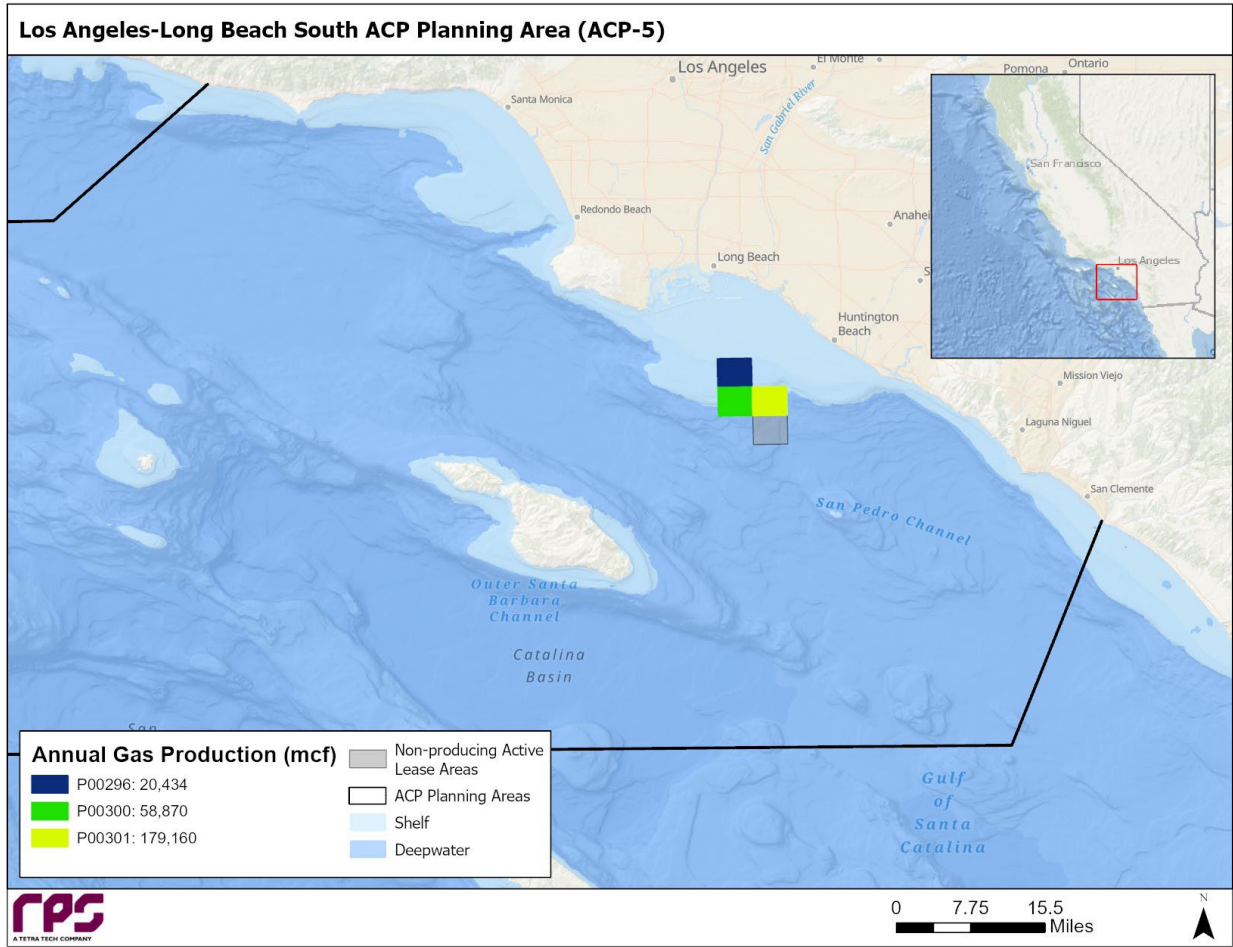 Los Angeles-Long Beach South ACP Planning Area (ACP-5)
Los Angeles
El Monte
Pomona
Ontario
Santa Monica
San Gabriel River
San Francisco
Redondo Beach
Anahei
Long Beach
S
Los Angeles
Huntington
Beach
Mission Viejo
Laguna Niguel
San Clemente
San Pedro Channel
Outer Santa
Barbara
Channel
Catalina
Basin
San
Gulf
of
Santa
Catalina
Annual Gas Production (mcf)
P00296: 20,434
P00300: 58,870
P00301: 179,160
Non-producing Active
Lease Areas
ACP Planning Areas
Shelf
Deepwater
rps
A TETRA TECH COMPANY
0 7.75 15.5
Miles
N